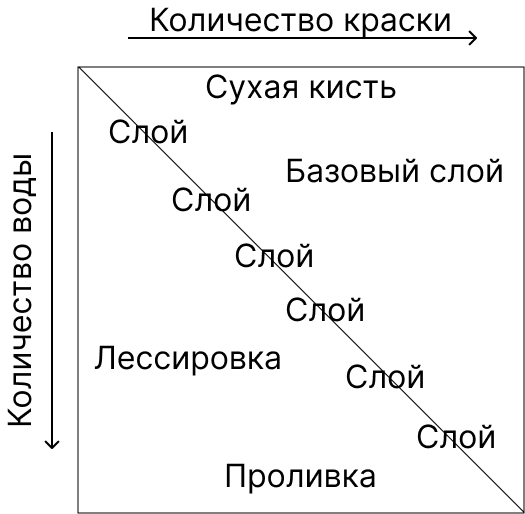 Количество краски
Сухая кисть
Слой
Базовый слой
Слой
Слой
Слой
Количество воды
Лессировка
Слой
Слой
Проливка